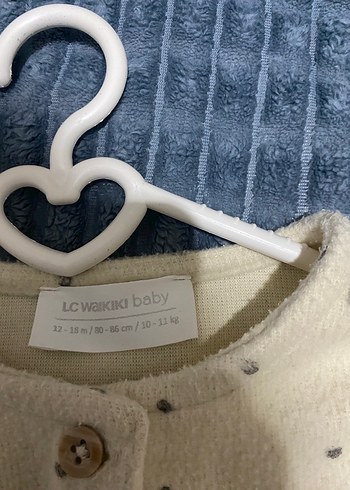 LC WAIKIKI baby
12 - 18 m / 80 - 86 cm / 10 - 11 kg